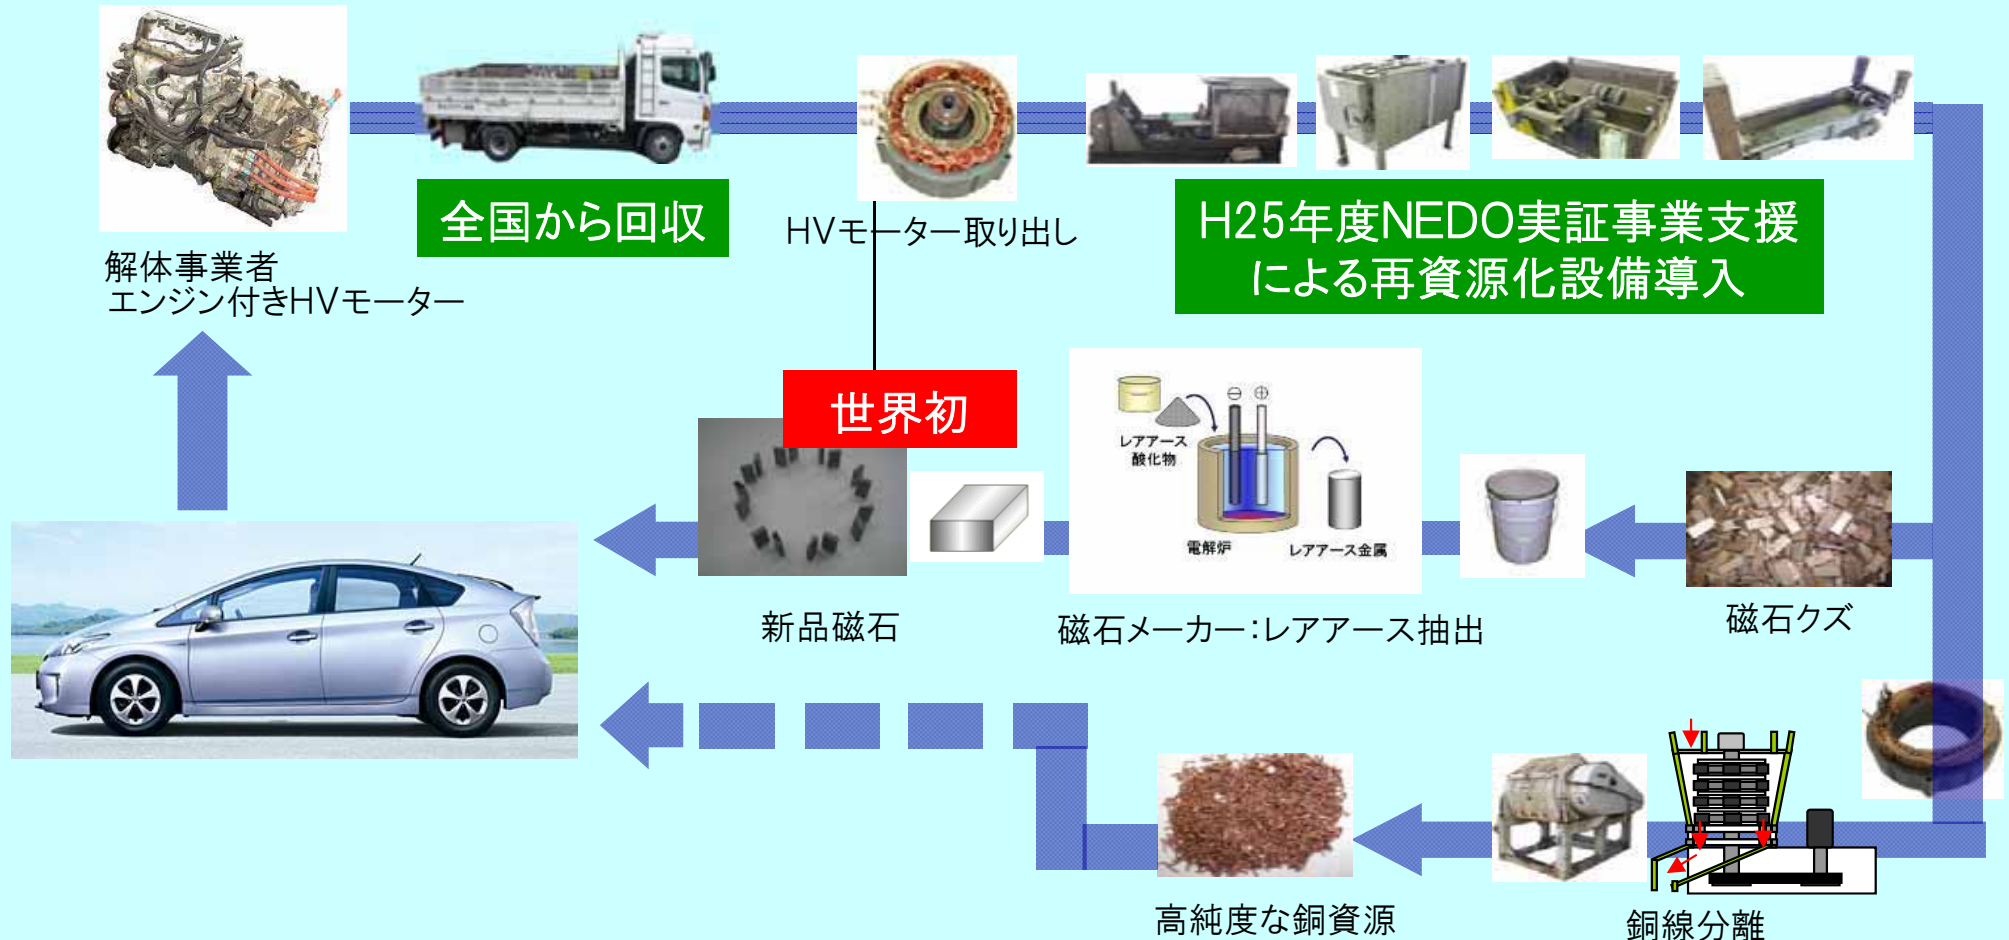 全国から回収
HVモーター取り出し
H25年度NEDO実証事業支援
による再資源化設備導入
解体事業者
エンジン付きHVモーター
世界初
レアアース
酸化物
⊖ ⊕
電解炉
レアアース金属
新品磁石
磁石メーカー：レアアース抽出
磁石クズ
高純度な銅資源
銅線分離